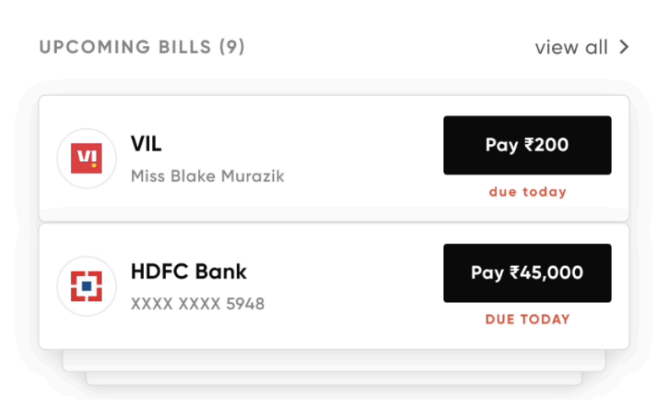 UPCOMING BILLS (9)
view all
VI
VIL
Miss Blake Murazik
Pay ₹200
due today
HDFC Bank
XXXX XXXX 5948
Pay ₹45,000
DUE TODAY